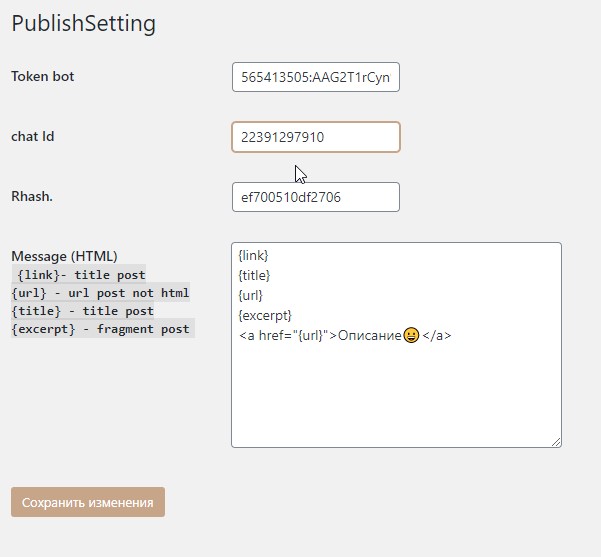 PublishSetting
Token bot
565413505:AAG2T1rCyn
chat Id
22391297910
Rhash.
ef700510df2706
Message (HTML)
{link}- title post
{url} - url post not html
{title} - title post
{excerpt} - fragment post
{link}
{title}
{url}
{excerpt}
<a href="{url}">Описание😀</a>
Сохранить изменения